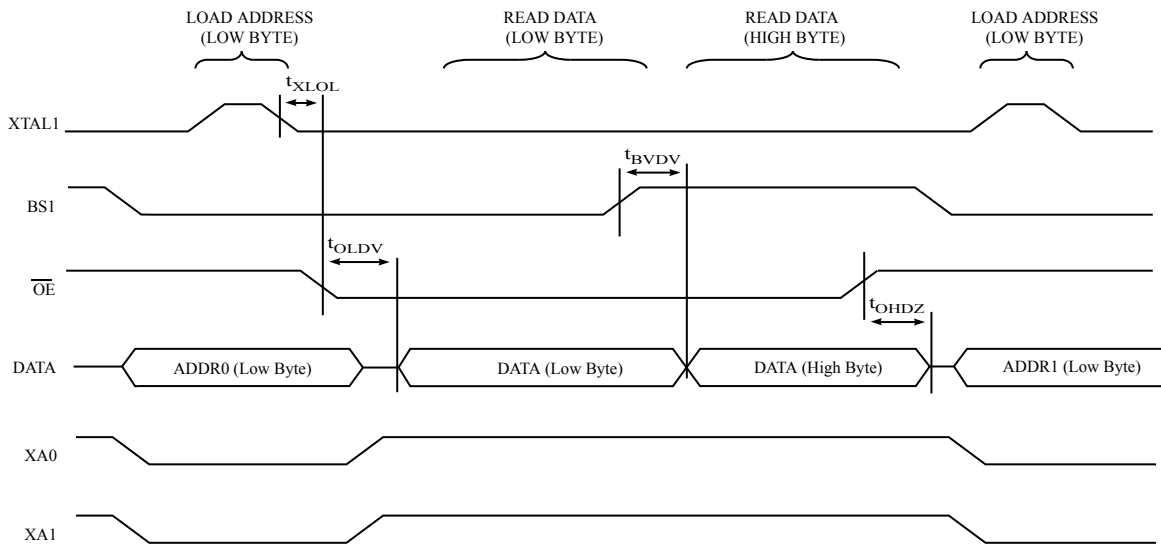 LOAD ADDRESS
(LOW BYTE)
READ DATA
(LOW BYTE)
READ DATA
(HIGH BYTE)
LOAD ADDRESS
(LOW BYTE)
tXLOL
XTAL1
tBVDV
BS1
tOLDV
OE
tOHDZ
DATA
ADDR0 (Low Byte)
DATA (Low Byte)
DATA (High Byte)
ADDR1 (Low Byte)
XA0
XA1